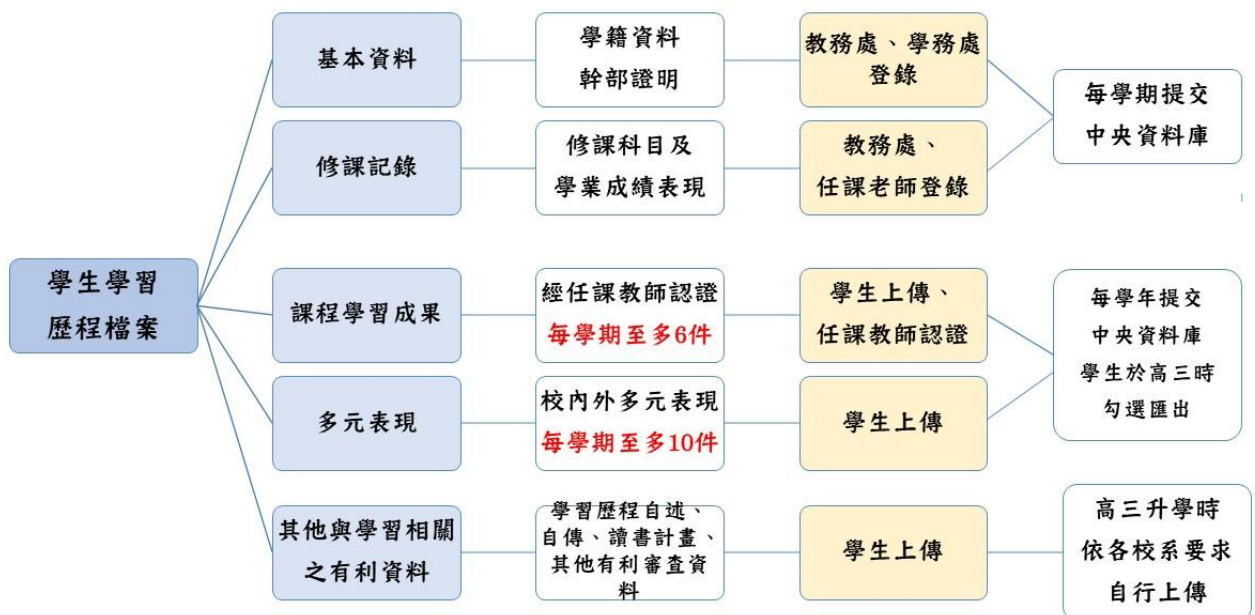 學生學習
歷程檔案
基本資料
學籍資料
幹部證明
教務處、學務處
登錄
每學期提交
中央資料庫
修課記錄
修課科目及
學業成績表現
教務處、
任課老師登錄
課程學習成果
經任課教師認證
每學期至多6件
學生上傳、
任課教師認證
每學年提交
中央資料庫
學生於高三時
勾選匯出
多元表現
校內外多元表現
每學期至多10件
學生上傳
其他與學習相關
之有利資料
學習歷程自述、
自傳、讀書計畫、
其他有利審查資
料
學生上傳
高三升學時
依各校系要求
自行上傳